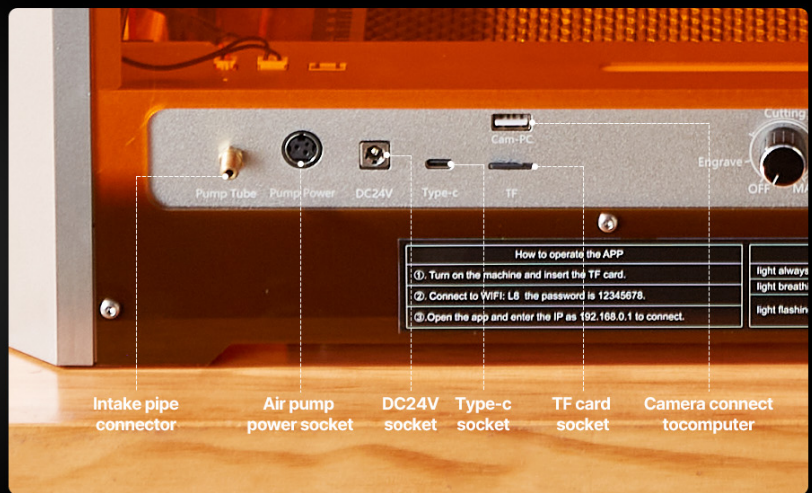 Cutting
Cam-PC
Engrave
OFF
Pump Tube
Pump Power
DC24V
Type-c
TF
How to operate the APP
①. Turn on the machine and insert the TF card.
②. Connect to WIFI: L6 the password is 12345678.
③.Open the app and enter the IP as 192.168.0.1 to connect.
light always
light flashin
Intake pipe
connector
Air pump
power socket
DC24V
socket
Type-c
socket
TF card
socket
Camera connect
tocomputer